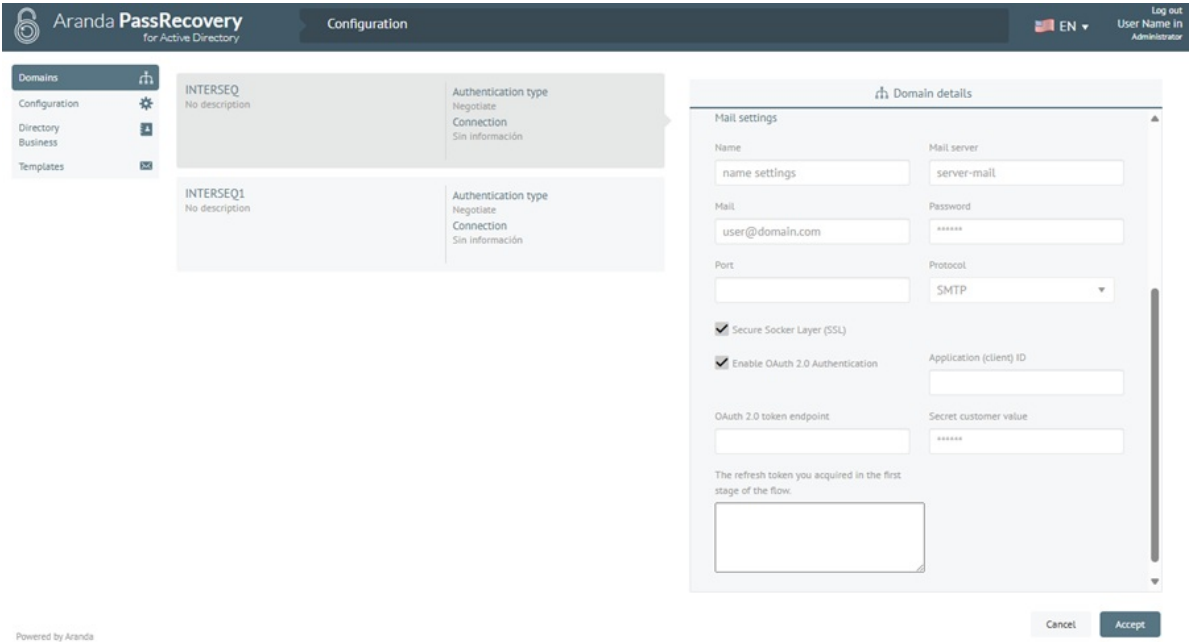 Aranda PassRecovery
for Active Directory
Configuration
EN
Log out
User Name in
Administrator
Domains
Configuration
Directory
Business
Templates
INTERSEQ
No description
Authentication type
Negotiate
Connection
Sin información
INTERSEQ1
No description
Authentication type
Negotiate
Connection
Sin información
Domain details
Mail settings
Name
Mail server
name settings
server-mail
Mail
Password
user@domain.com
******
Port
Protocol
SMTP
Secure Socker Layer (SSL)
Enable OAuth 2.0 Authentication
Application (client) ID
OAuth 2.0 token endpoint
Secret customer value
******
The refresh token you acquired in the first
stage of the flow.
Cancel
Accept
Powered by Aranda